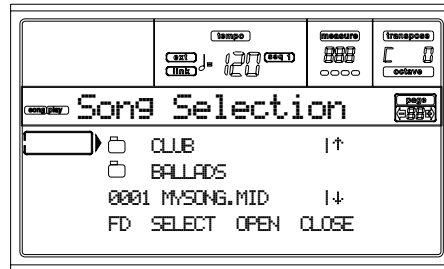 tempo measure transpose
ext link ♩= 120 seq 1 888 C 0
octave
song play Song Selection page 88
CLUB |↑
BALLADS
0001 MYSONG.MID |↓
FD SELECT OPEN CLOSE